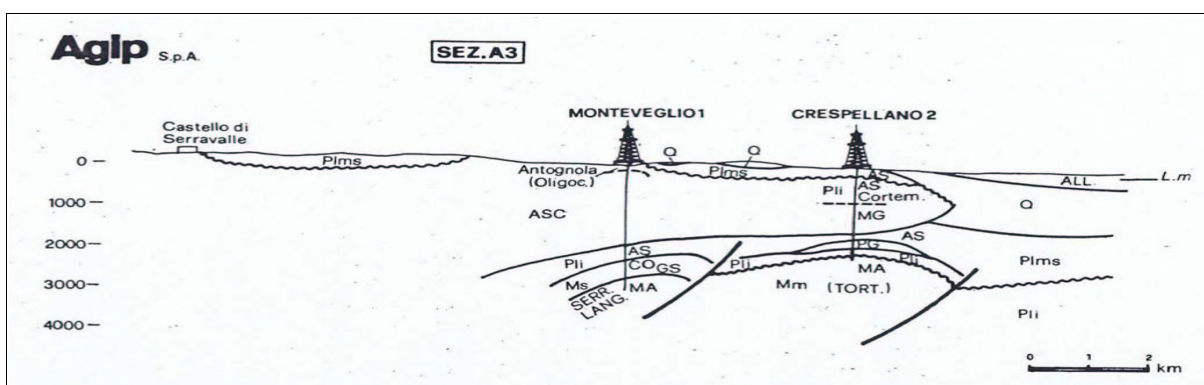 Agip S.p.A.
SEZ.A3
MONTEVEGLIO 1
CRESPELLANO 2
Castello di
Serravalle
0
Plms
Antognola
(Oligoc.)
Q
Q
Plms
AS
Pli
AS
Cortem.
L.m
ALL.
1000
ASC
MG
Q
2000
AS
AS
Pli
CO
GS
Pli
PG
Pli
Plms
3000
Ms
MA
SERR.
LANG.
Mm
MA
(TORT.)
Pli
4000
0 1 2
km